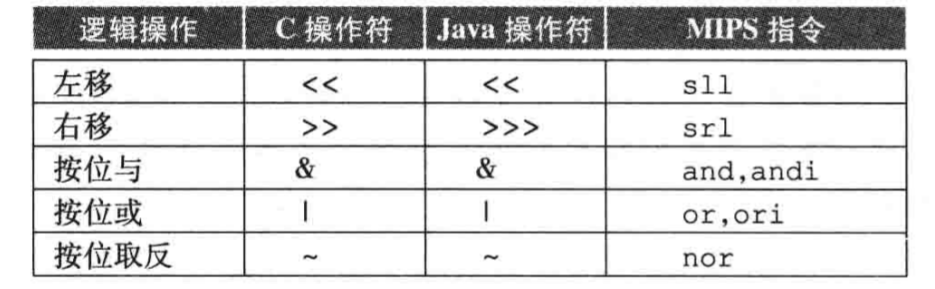 逻辑操作 C 操作符 Java 操作符 MIPS 指令
左移 << << sll
右移 >> >>> srl
按位与 & & and,andi
按位或 | | or,ori
按位取反 ~ ~ nor